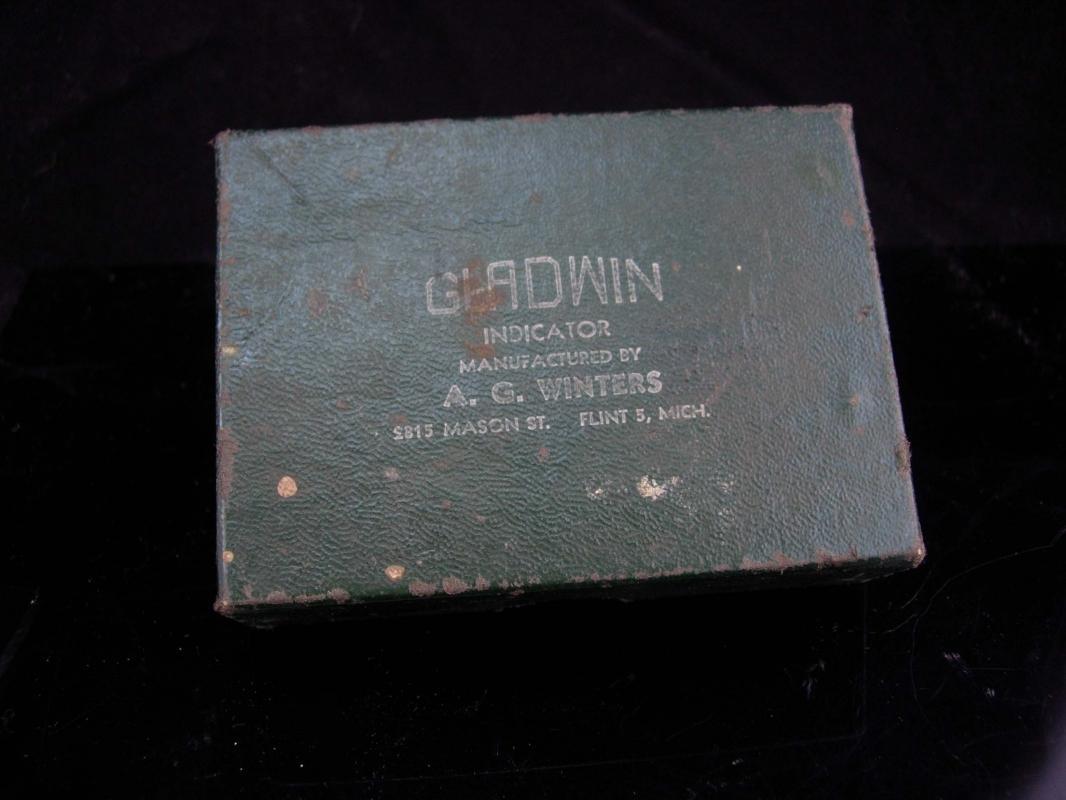 GLADWIN
INDICATOR
MANUFACTURED BY
A. G. WINTERS
2815 MASON ST. FLINT 5, MICH.